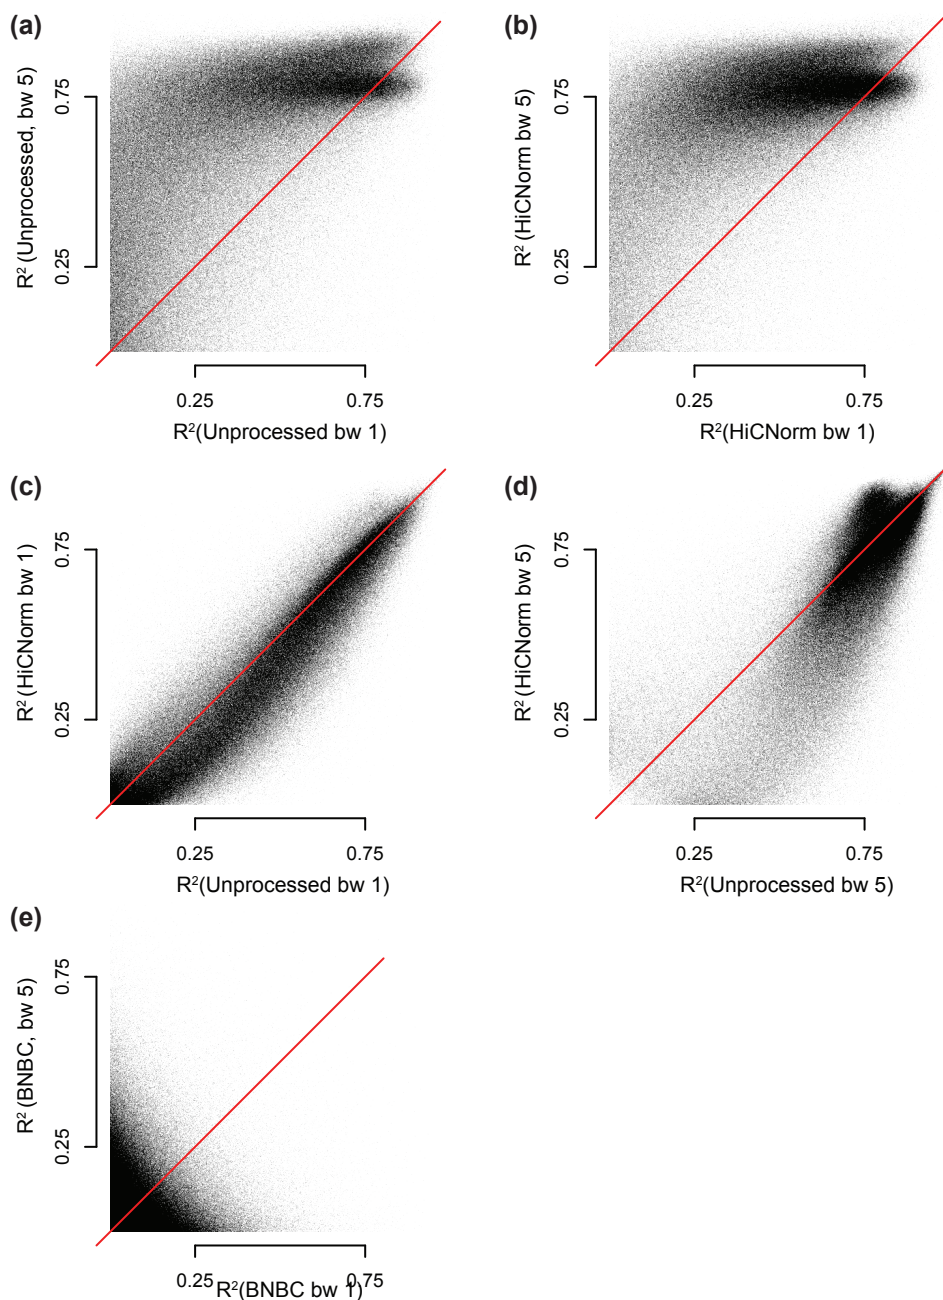 (a)
R²(Unprocessed, bw 5)
0.75
0.25
0.25
0.75
R²(Unprocessed bw 1)
(b)
R²(HiCNorm bw 5)
0.75
0.25
0.25
0.75
R²(HiCNorm bw 1)
(c)
R²(HiCNorm bw 1)
0.75
0.25
0.25
0.75
R²(Unprocessed bw 1)
(d)
R²(HiCNorm bw 5)
0.75
0.25
0.25
0.75
R²(Unprocessed bw 5)
(e)
R²(BNBC, bw 5)
0.75
0.25
0.25
0.75
R²(BNBC bw 1)